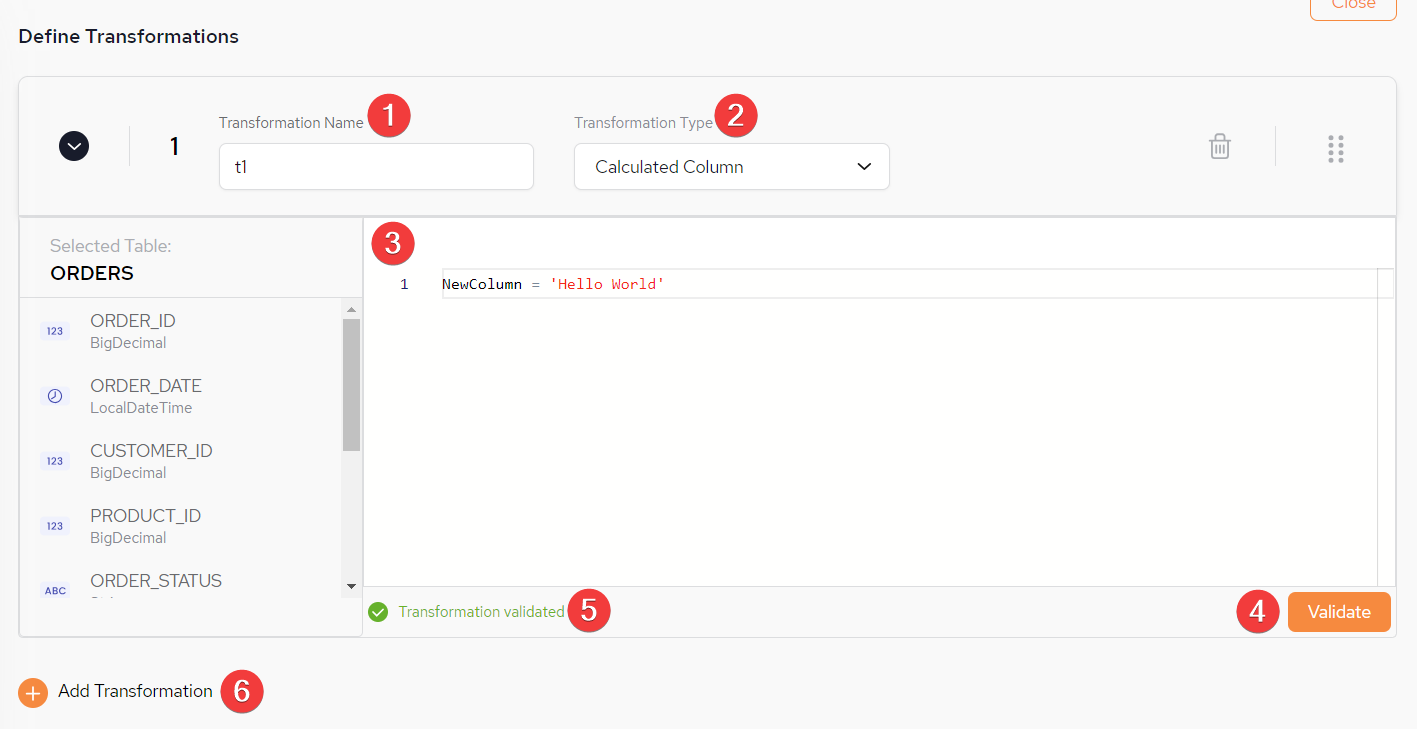 Close
Define Transformations
1
Transformation Name 1
t1
Transformation Type 2
Calculated Column
Selected Table:
ORDERS
123 ORDER_ID
BigDecimal
ORDER_DATE
LocalDateTime
123 CUSTOMER_ID
BigDecimal
123 PRODUCT_ID
BigDecimal
ABC ORDER_STATUS
3
1 NewColumn = 'Hello World'
Transformation validated 5
4 Validate
Add Transformation 6